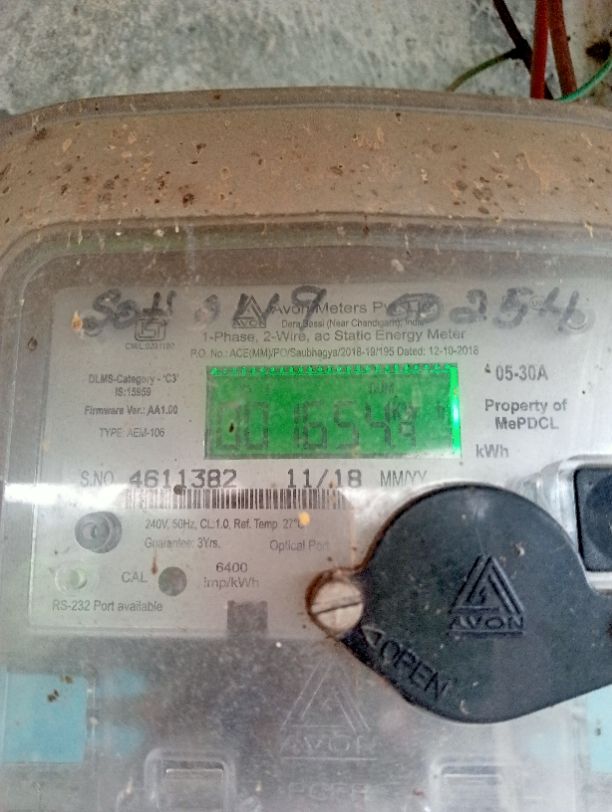 Avon Meters Pvt. Ltd
Dera Bassi (Near Chandigarh), India
1-Phase, 2-Wire, ac Static Energy Meter
P.O. No.: ACE(MM)/PO/Saubhagya/2018-19/195 Dated: 12-10-2018
DLMS-Category - 'C3'
IS:15959
Firmware Ver.: AA1.00
TYPE: AEM-106
05-30A
Property of
MePDCL
kWh
S.NO. 4611382 11/18 MM/YY
240V, 50Hz, CL:1.0, Ref. Temp. 27°C
Guarantee: 3Yrs. Optical Port
CAL 6400
imp/kWh
RS-232 Port available
AVON
OPEN
AVON